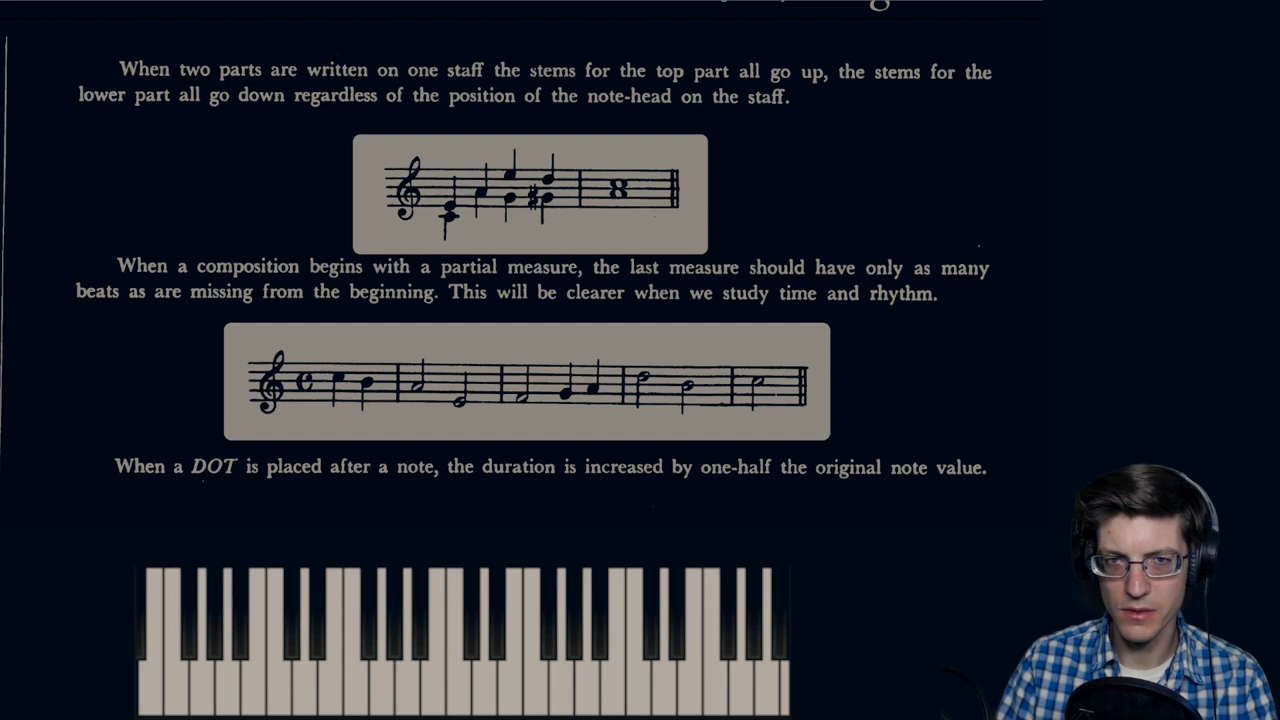 When two parts are written on one staff the stems for the top part all go up, the stems for the
lower part all go down regardless of the position of the note-head on the staff.
When a composition begins with a partial measure, the last measure should have only as many
beats as are missing from the beginning. This will be clearer when we study time and rhythm.
When a DOT is placed after a note, the duration is increased by one-half the original note value.